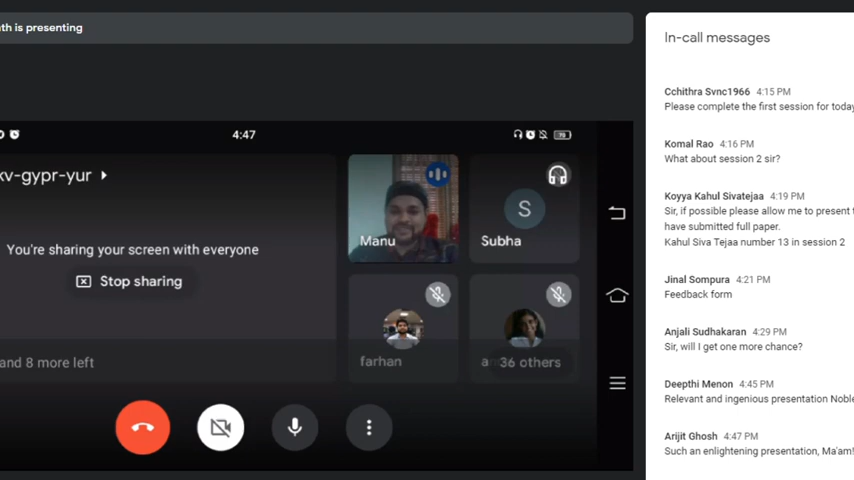 is presenting
In-call messages
Cchithra Svnc1966 4:15 PM
Please complete the first session for today
Komal Rao 4:16 PM
What about session 2 sir?
Koyya Kahul Sivatejaa 4:19 PM
Sir, if possible please allow me to present
have submitted full paper.
Kahul Siva Tejaa number 13 in session 2
Jinal Sompura 4:21 PM
Feedback form
Anjali Sudhakaran 4:29 PM
Sir, will I get one more chance?
Deepthi Menon 4:45 PM
Relevant and ingenious presentation Noble
Arijit Ghosh 4:47 PM
Such an enlightening presentation, Ma'am!
4:47
kv-gypr-yur
You're sharing your screen with everyone
Stop sharing
and 8 more left
Manu
S
Subha
farhan
36 others